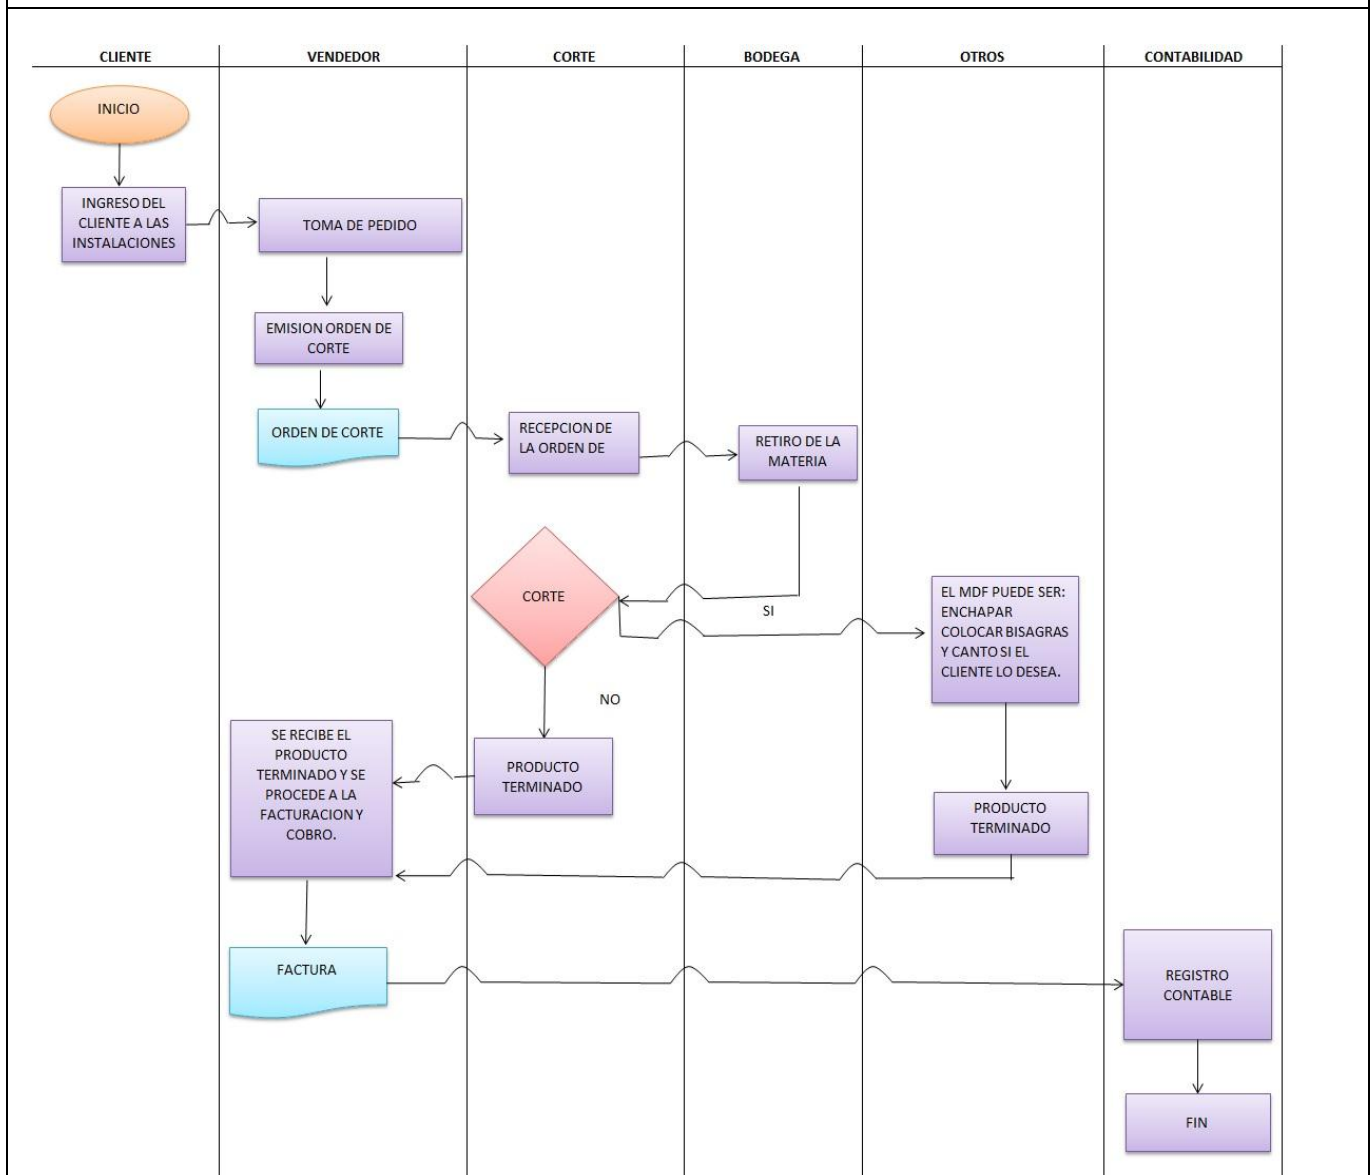 CLIENTE VENDEDOR CORTE BODEGA OTROS CONTABILIDAD
INICIO
INGRESO DEL
CLIENTE A LAS
INSTALACIONES
TOMA DE PEDIDO
EMISION ORDEN DE
CORTE
ORDEN DE CORTE
RECEPCION DE
LA ORDEN DE
RETIRO DE LA
MATERIA
CORTE
SI
EL MDF PUEDE SER:
ENCHAPAR
COLOCAR BISAGRAS
Y CANTO SI EL
CLIENTE LO DESEA.
NO
PRODUCTO
TERMINADO
PRODUCTO
TERMINADO
SE RECIBE EL
PRODUCTO
TERMINADO Y SE
PROCEDE A LA
FACTURACION Y
COBRO.
FACTURA
REGISTRO
CONTABLE
FIN